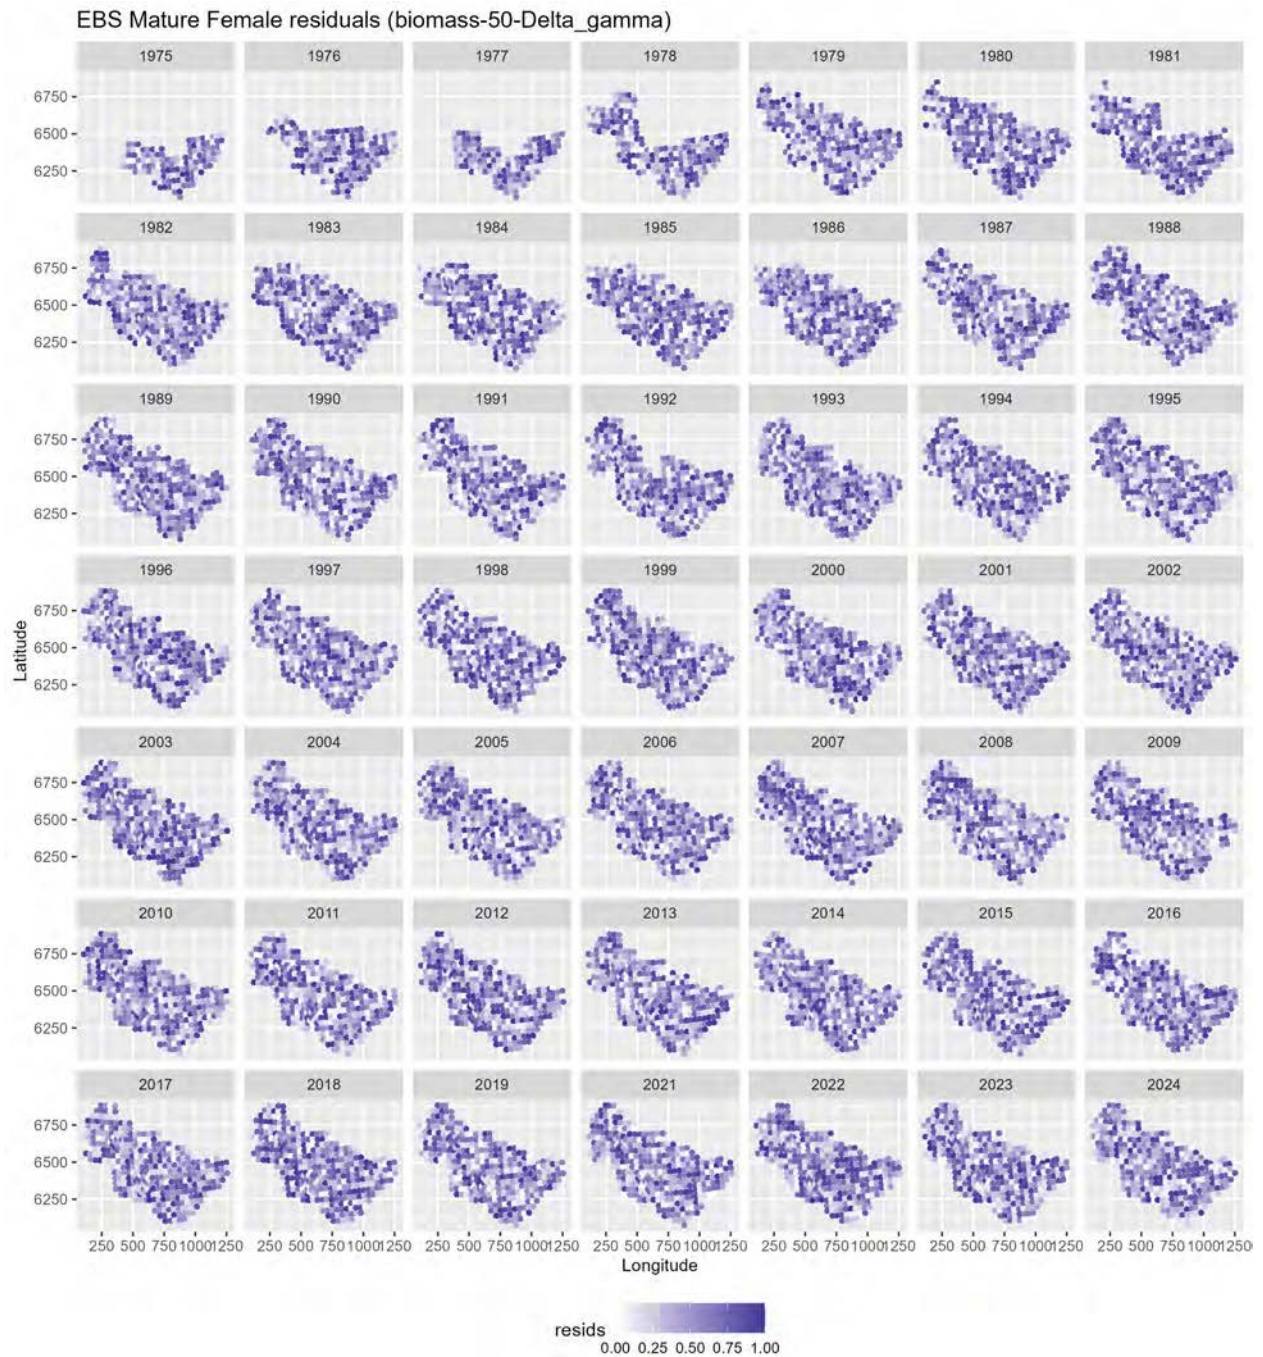 EBS Mature Female residuals (biomass-50-Delta_gamma)
1975 1976 1977 1978 1979 1980 1981
6750
6500
6250
1982 1983 1984 1985 1986 1987 1988
6750
6500
6250
1989 1990 1991 1992 1993 1994 1995
6750
6500
6250
1996 1997 1998 1999 2000 2001 2002
6750
6500
6250
Latitude
2003 2004 2005 2006 2007 2008 2009
6750
6500
6250
2010 2011 2012 2013 2014 2015 2016
6750
6500
6250
2017 2018 2019 2021 2022 2023 2024
6750
6500
6250
250 500 750 1000 1250 250 500 750 1000 1250 250 500 750 1000 1250 250 500 750 1000 1250 250 500 750 1000 1250 250 500 750 1000 1250 250 500 750 1000 1250
Longitude
resids
0.00 0.25 0.50 0.75 1.00